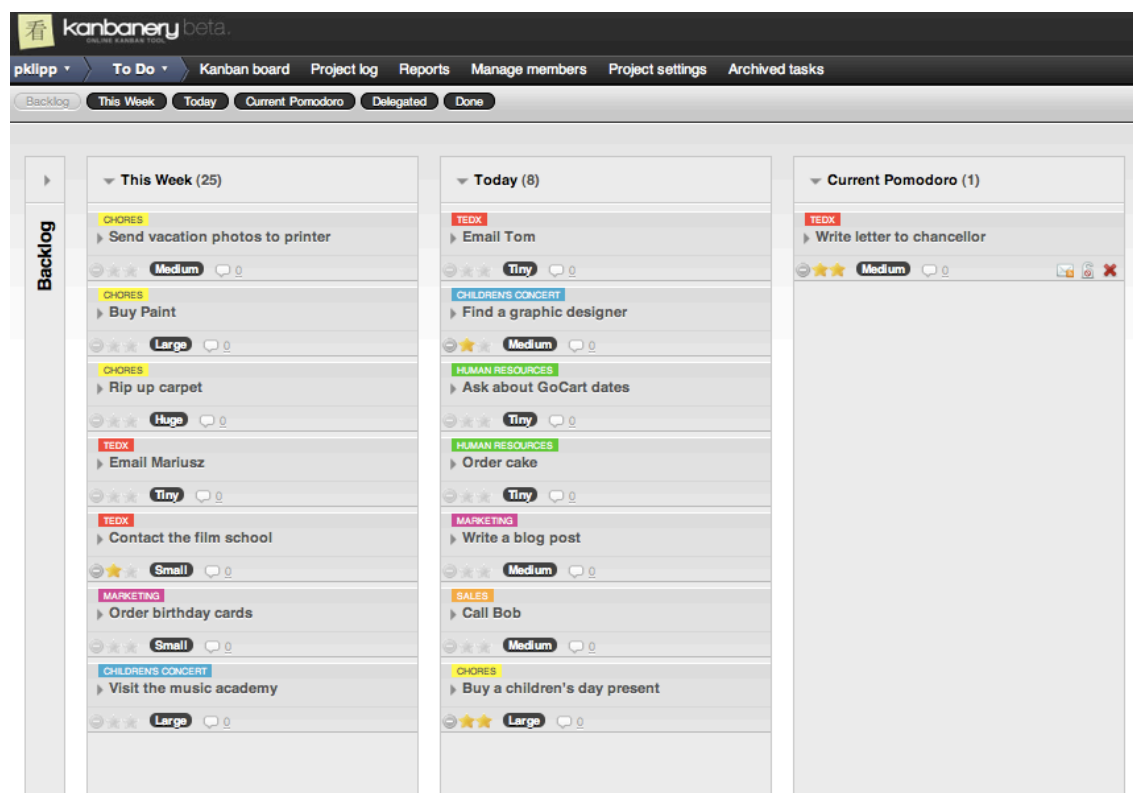 看 kanbanery beta.
ONLINE KANBAN TOOL
pklipp To Do Kanban board Project log Reports Manage members Project settings Archived tasks
Backlog This Week Today Current Pomodoro Delegated Done
Backlog
This Week (25)
CHORES
Send vacation photos to printer
Medium 0
CHORES
Buy Paint
Large 0
CHORES
Rip up carpet
Huge 0
TEDX
Email Mariusz
Tiny 0
TEDX
Contact the film school
Small 0
MARKETING
Order birthday cards
Small 0
CHILDREN'S CONCERT
Visit the music academy
Large 0
Today (8)
TEDX
Email Tom
Tiny 0
CHILDREN'S CONCERT
Find a graphic designer
Medium 0
HUMAN RESOURCES
Ask about GoCart dates
Tiny 0
HUMAN RESOURCES
Order cake
Tiny 0
MARKETING
Write a blog post
Medium 0
SALES
Call Bob
Medium 0
CHORES
Buy a children's day present
Large 0
Current Pomodoro (1)
TEDX
Write letter to chancellor
Medium 0